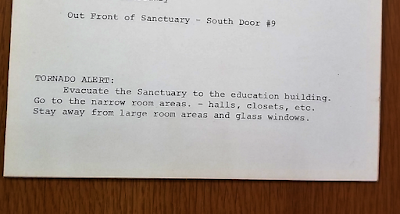 Out Front of Sanctuary - South Door #9
TORNADO ALERT:
Evacuate the Sanctuary to the education building.
Go to the narrow room areas. - halls, closets, etc.
Stay away from large room areas and glass windows.